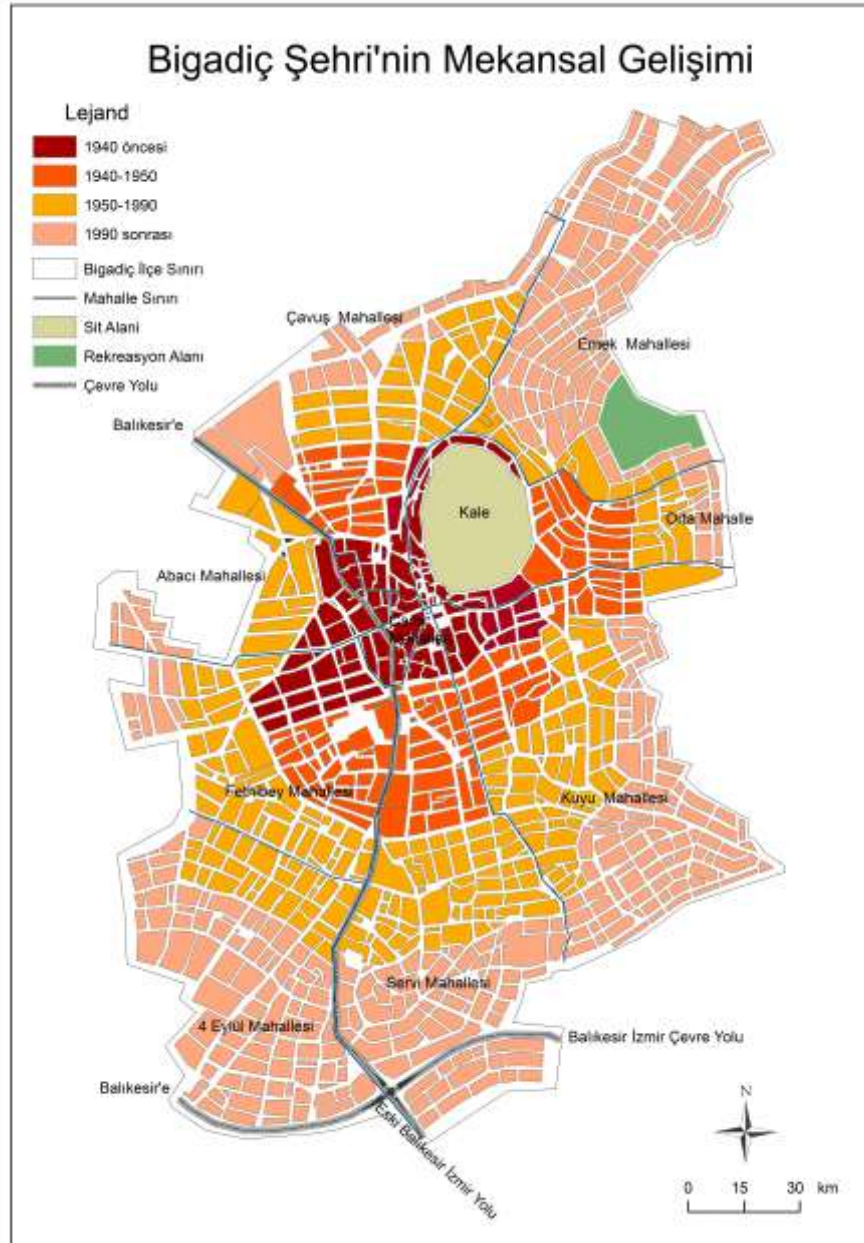 Bigadiç Şehri'nin Mekansal Gelişimi
Lejand
1940 öncesi
1940-1950
1950-1990
1990 sonrası
Bigadiç İlçe Sınırı
Mahalle Sınırı
Sit Alani
Rekreasyon Alanı
Çevre Yolu
Çavuş Mahallesi
Emek Mahallesi
Balıkesir'e
Kale
Orta Mahalle
Abacı Mahallesi
Fethibey Mahallesi
Kuyu Mahallesi
Servi Mahallesi
4 Eylül Mahallesi
Balıkesir İzmir Çevre Yolu
Balıkesir'e
Eski Balıkesir İzmir Yolu
N
0 15 30 km